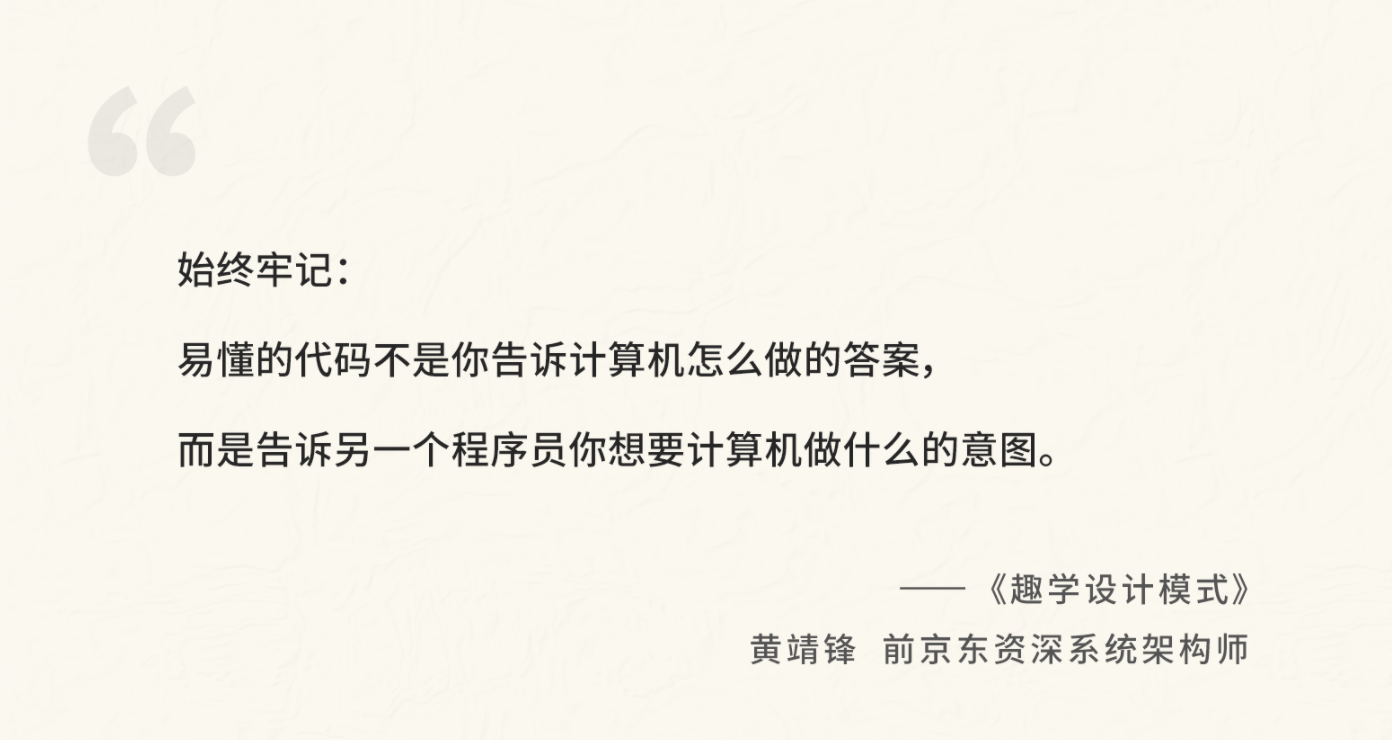 “
始终牢记：
易懂的代码不是你告诉计算机怎么做的答案，
而是告诉另一个程序员你想要计算机做什么的意图。
——《趣学设计模式》
黄靖锋 前京东资深系统架构师